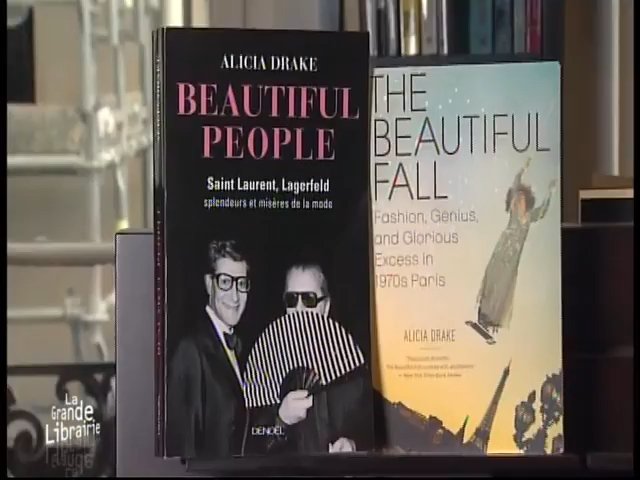 ALICIA DRAKE
BEAUTIFUL
PEOPLE
Saint Laurent, Lagerfeld
splendeurs et misères de la mode
DENOËL
THE
BEAUTIFUL
FALL
Fashion, Genius,
and Glorious
Excess in
1970s Paris
ALICIA DRAKE
La
Grande
Librairie